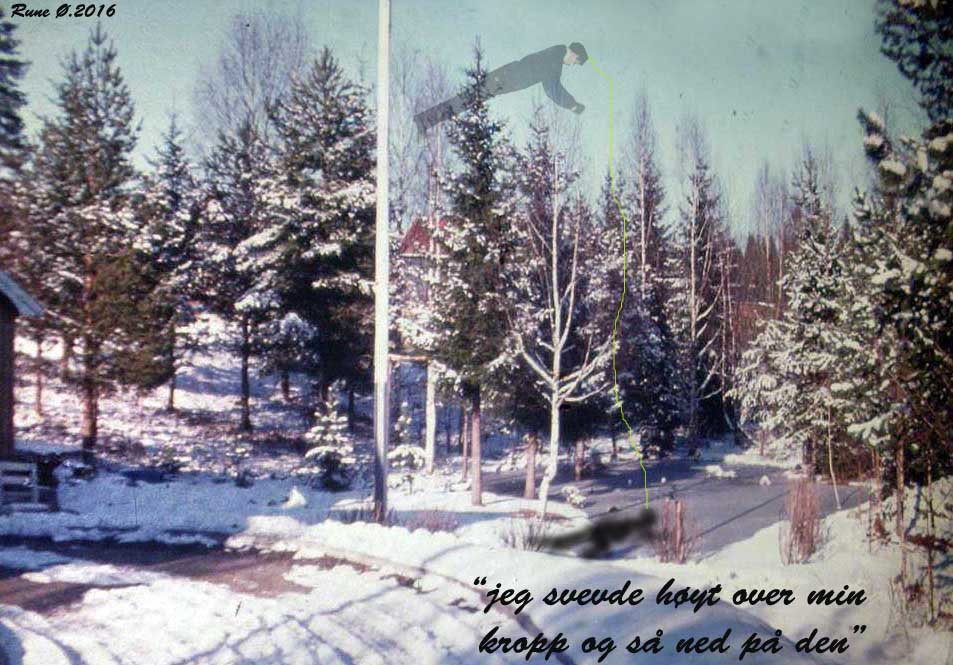 Rune Ø.2016
“jeg svevde høyt over min
kropp og så ned på den”